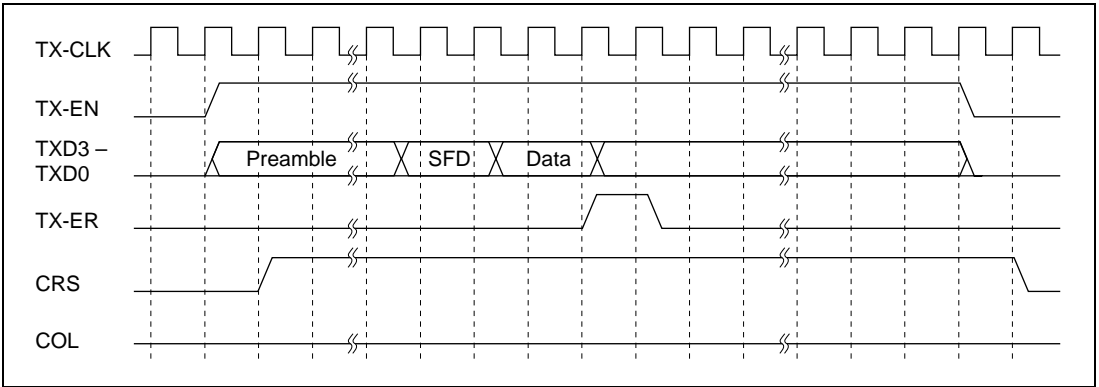 TX-CLK
TX-EN
TXD3 –
TXD0
Preamble
SFD
Data
TX-ER
CRS
COL